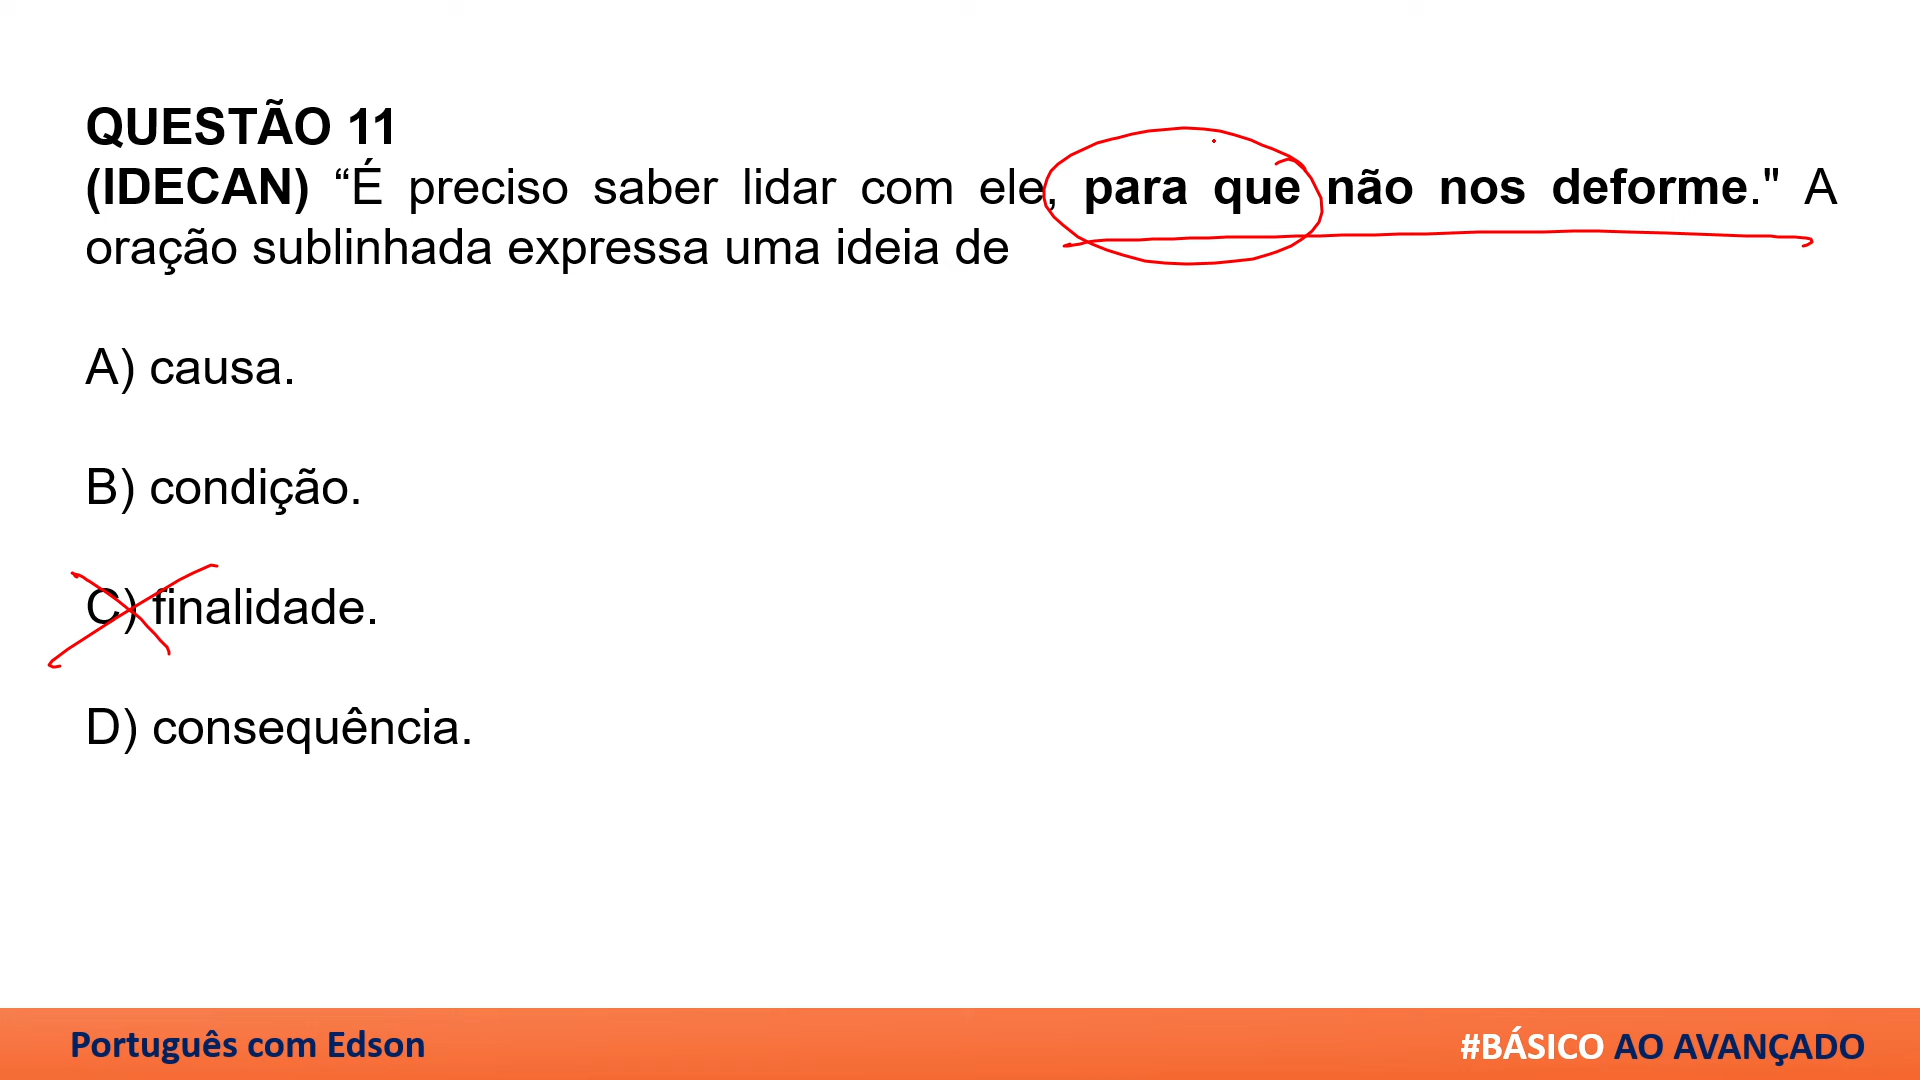 QUESTÃO 11
(IDECAN) “É preciso saber lidar com ele, para que não nos deforme." A
oração sublinhada expressa uma ideia de
A) causa.
B) condição.
C) finalidade.
D) consequência.
Português com Edson
#BÁSICO AO AVANÇADO